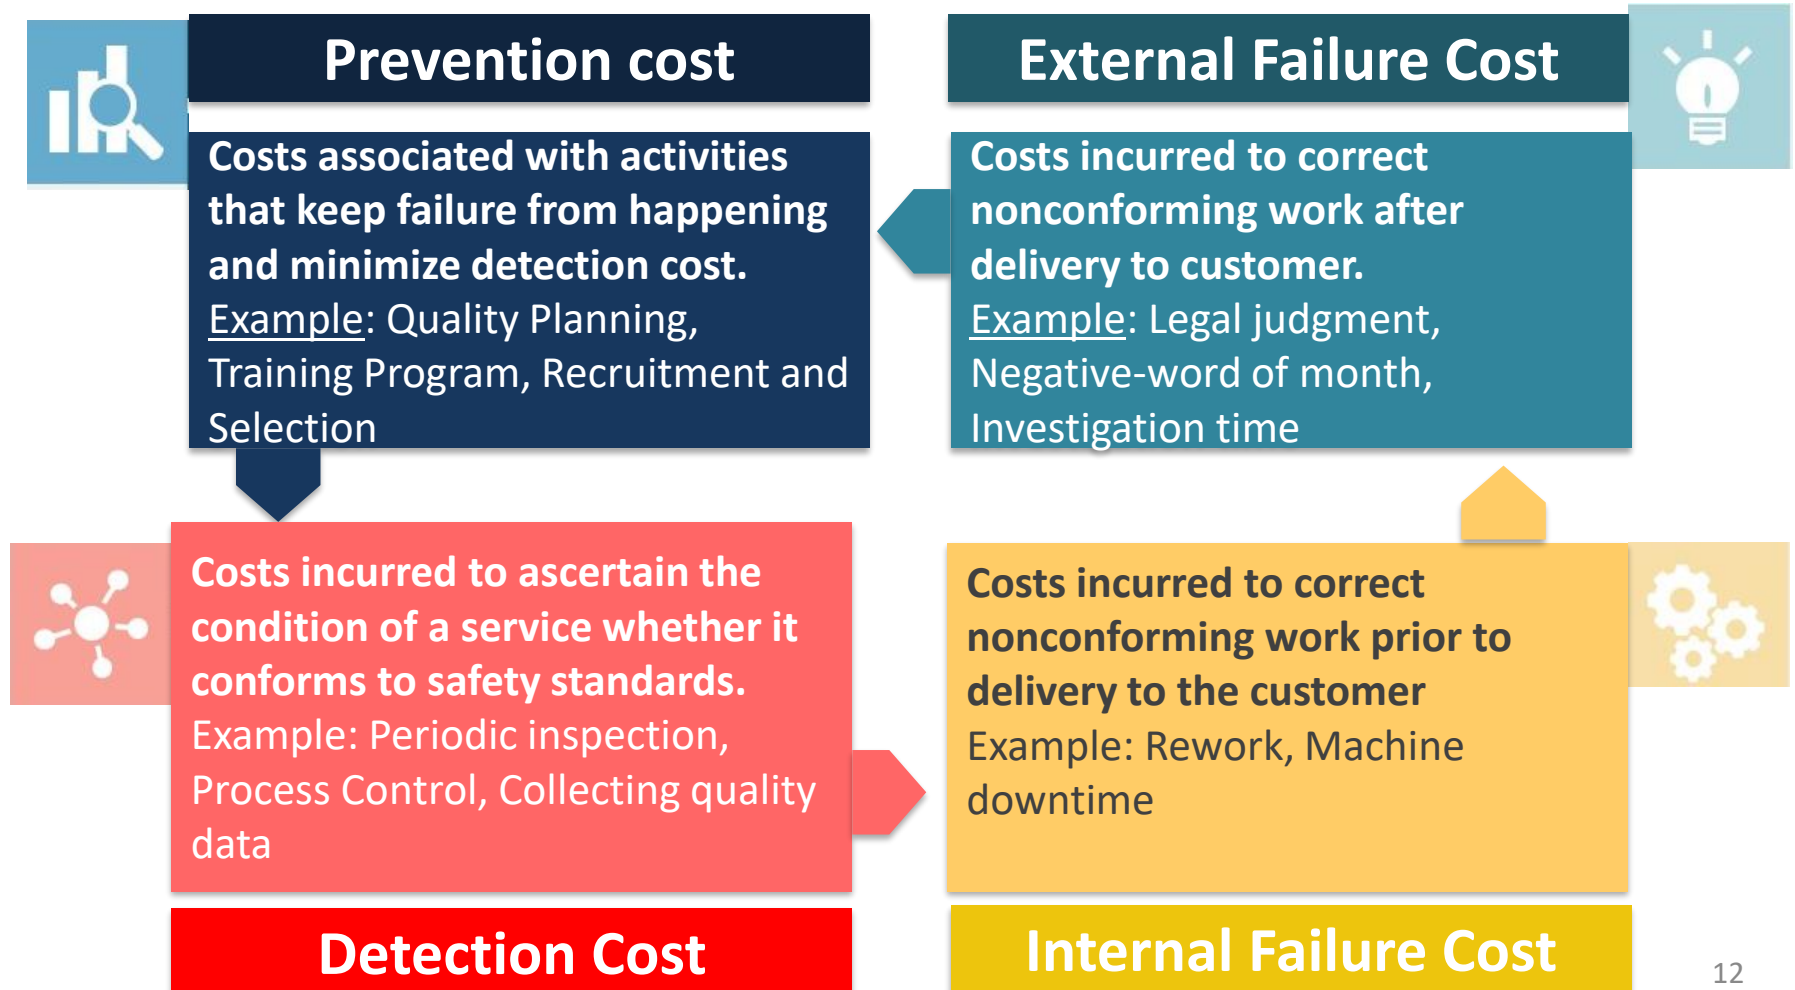 Prevention cost
Costs associated with activities
that keep failure from happening
and minimize detection cost.
Example: Quality Planning,
Training Program, Recruitment and
Selection
External Failure Cost
Costs incurred to correct
nonconforming work after
delivery to customer.
Example: Legal judgment,
Negative-word of month,
Investigation time
Costs incurred to ascertain the
condition of a service whether it
conforms to safety standards.
Example: Periodic inspection,
Process Control, Collecting quality
data
Detection Cost
Costs incurred to correct
nonconforming work prior to
delivery to the customer
Example: Rework, Machine
downtime
Internal Failure Cost
12